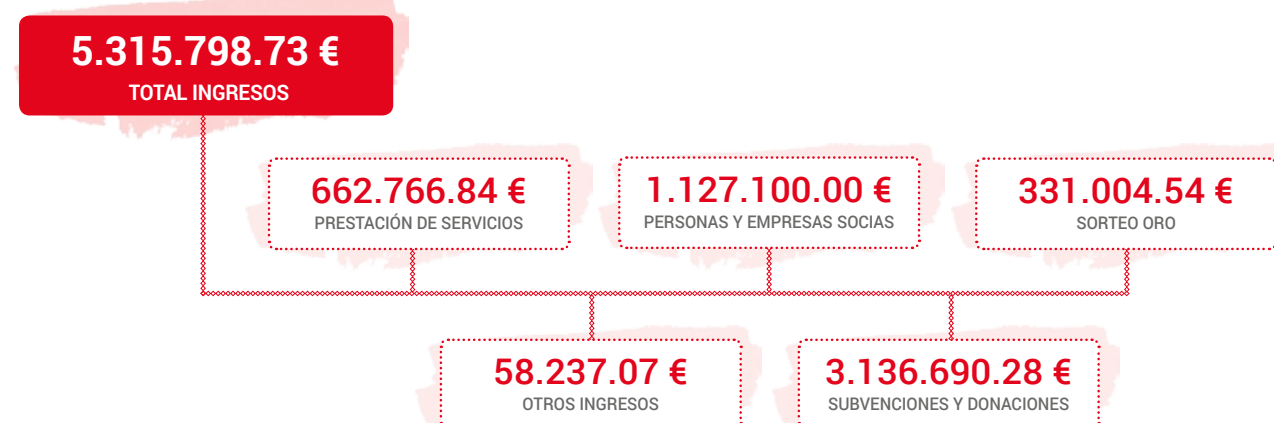 5.315.798.73 €
TOTAL INGRESOS
662.766.84 €
PRESTACIÓN DE SERVICIOS
1.127.100.00 €
PERSONAS Y EMPRESAS SOCIAS
331.004.54 €
SORTEO ORO
58.237.07 €
OTROS INGRESOS
3.136.690.28 €
SUBVENCIONES Y DONACIONES